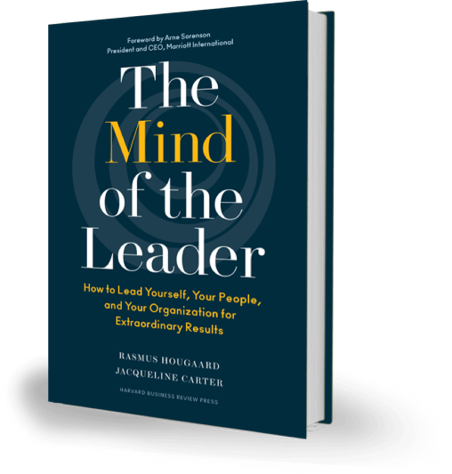 Foreword by Arne Sorenson
President and CEO, Marriott International
The
Mind
of the
Leader
How to Lead Yourself, Your People,
and Your Organization for
Extraordinary Results
RASMUS HOUGAARD
JACQUELINE CARTER
HARVARD BUSINESS REVIEW PRESS